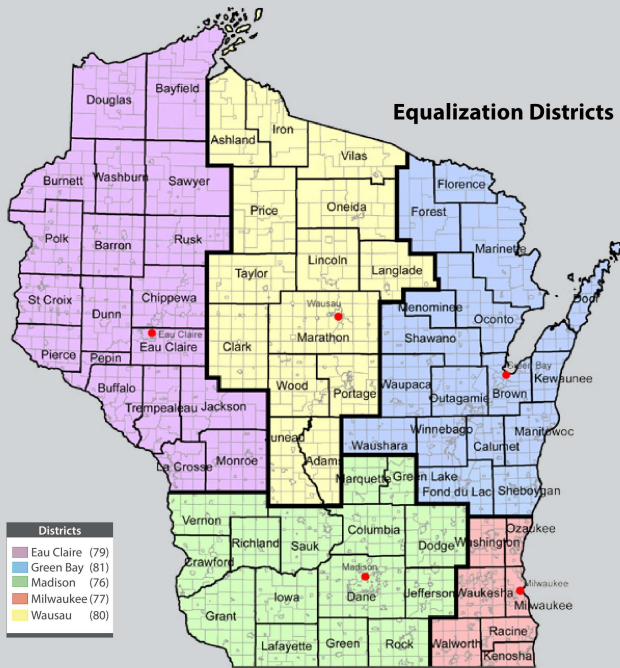 Equalization Districts
Bayfield
Douglas
Iron
Ashland
Vilas
Burnett
Washburn
Sawyer
Florence
Price
Oneida
Forest
Polk
Barron
Rusk
Marinette
Lincoln
Taylor
Langlade
St Croix
Chippewa
Dunn
Wausau
Door
Menominee
Oconto
Eau Claire
Marathon
Shawano
Clark
Eau Claire
Pierce
Pepin
Green Bay
Kewaunee
Buffalo
Wood
Portage
Waupaca
Outagamie
Brown
Trempealeau
Jackson
Winnebago
Manitowoc
Juneau
Waushara
Calumet
La Crosse
Monroe
Adams
Marquette
Green Lake
Fond du Lac
Sheboygan
Vernon
Columbia
Ozaukee
Richland
Sauk
Dodge
Washington
Crawford
Madison
Milwaukee
Iowa
Dane
Jefferson
Waukesha
Milwaukee
Grant
Racine
Lafayette
Green
Rock
Walworth
Kenosha
Districts
Eau Claire (79)
Green Bay (81)
Madison (76)
Milwaukee (77)
Wausau (80)